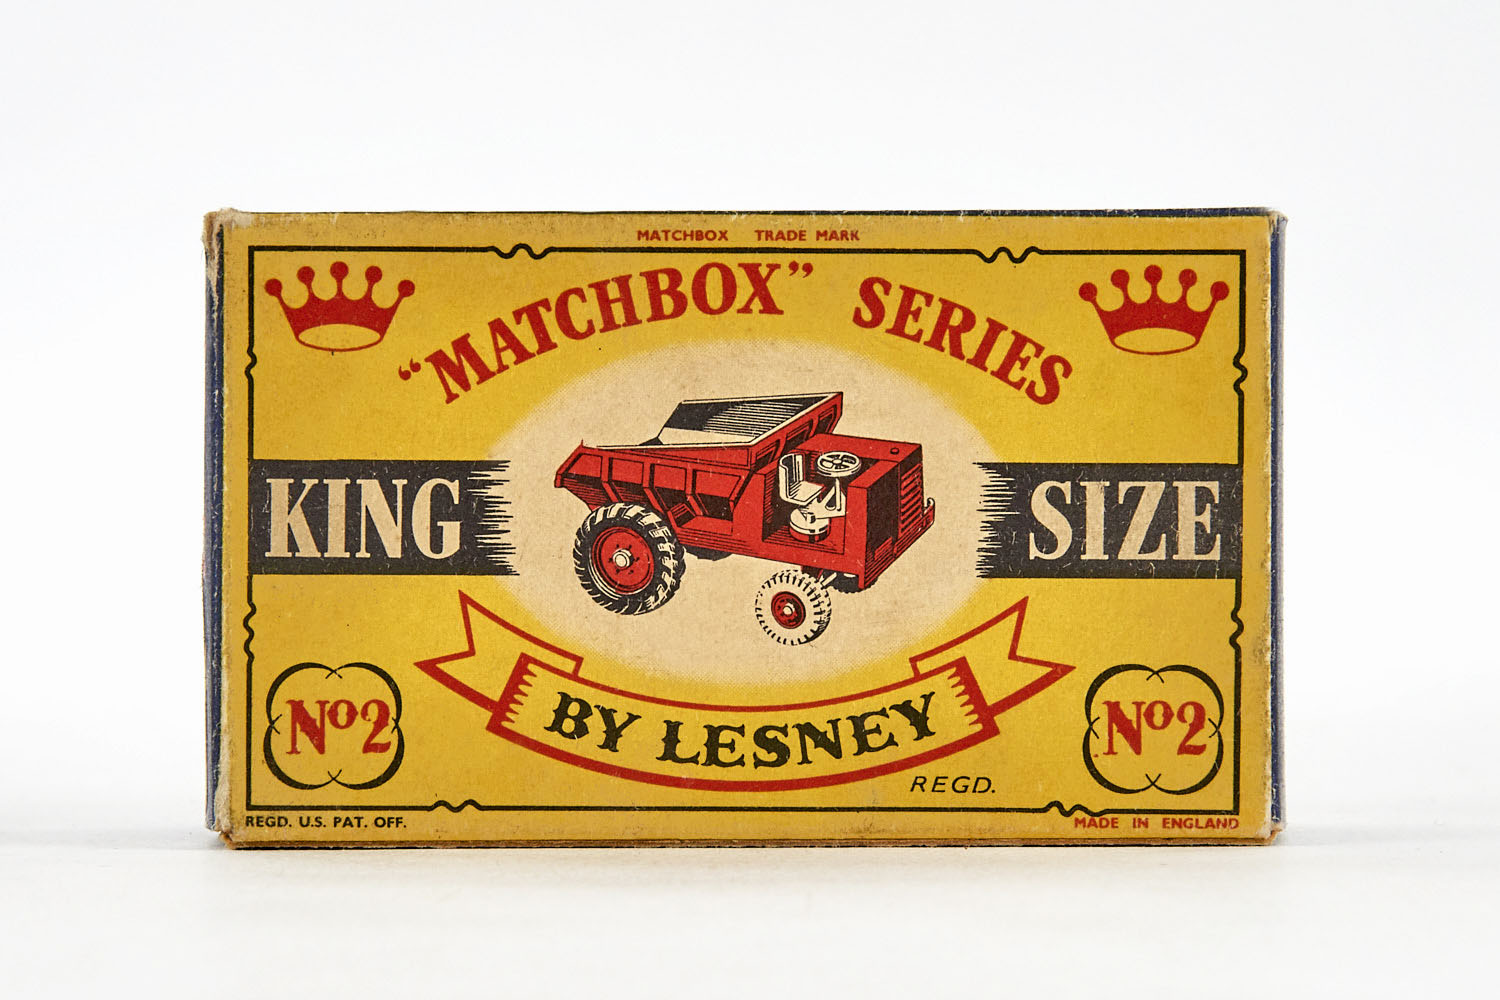 MATCHBOX TRADE MARK
“MATCHBOX” SERIES
KING SIZE
Nº2 Nº2
BY LESNEY
REGD.
REGD. U.S. PAT. OFF. MADE IN ENGLAND